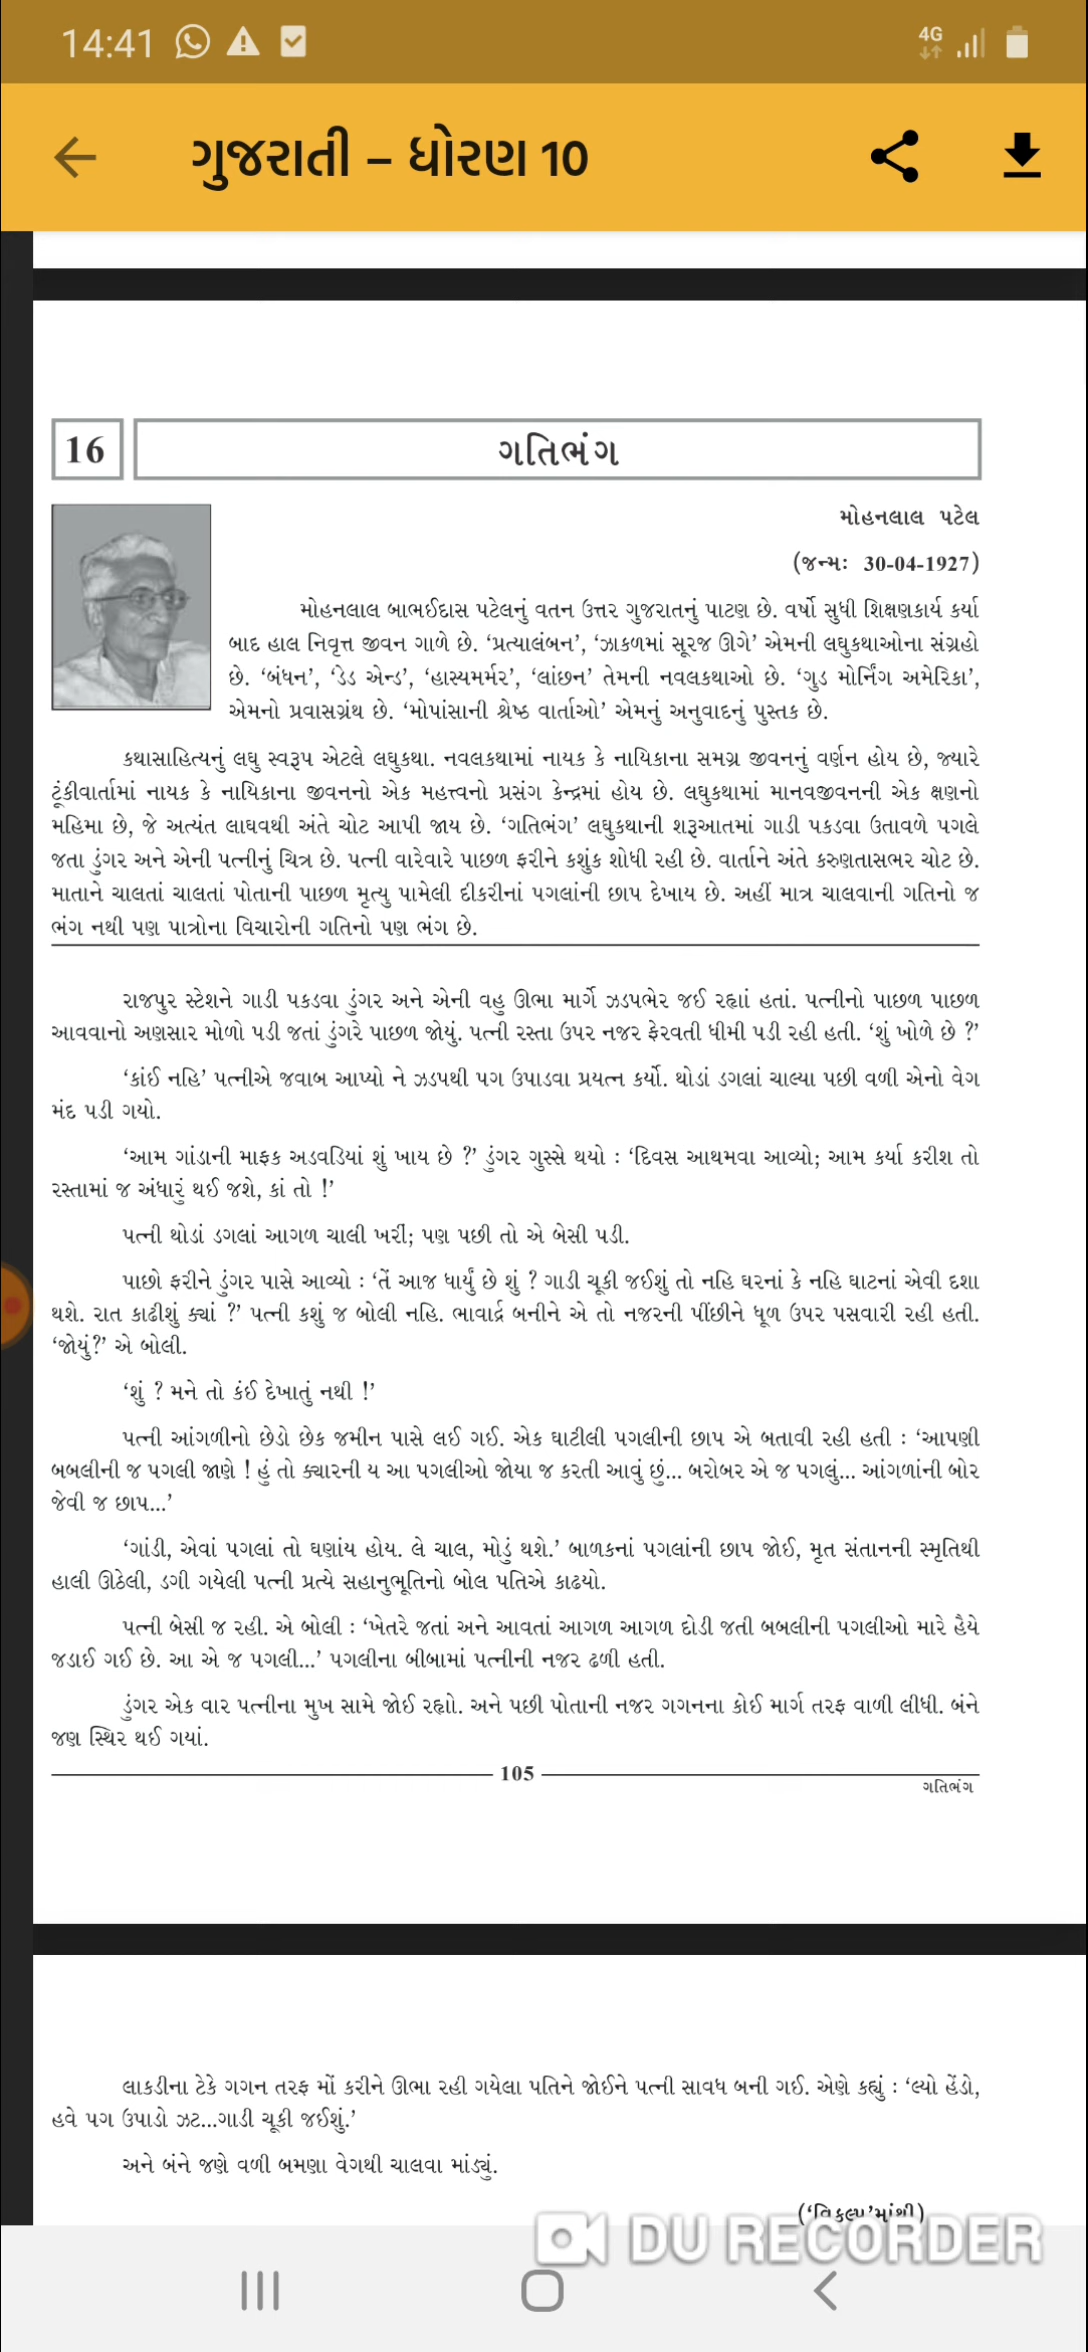 14:41
4G
ગુજરાતી – ધોરણ 10
16
ગતિભંગ
મોહનલાલ પટેલ
(જન્મઃ 30-04-1927)
મોહનલાલ બાભઈદાસ પટેલનું વતન ઉત્તર ગુજરાતનું પાટણ છે. વર્ષો સુધી શિક્ષણકાર્ય કર્યા
બાદ હાલ નિવૃત્ત જીવન ગાળે છે. ‘પ્રત્યાલંબન’, ‘ઝાકળમાં સૂરજ ઊગે’ એમની લઘુકથાઓના સંગ્રહો
છે. ‘બંધન’, ‘ડેડ એન્ડ’, ‘હાસ્યમર્મર’, ‘લાંછન’ તેમની નવલકથાઓ છે. ‘ગુડ મોર્નિંગ અમેરિકા’,
એમનો પ્રવાસગ્રંથ છે. ‘મોપાંસાની શ્રેષ્ઠ વાર્તાઓ’ એમનું અનુવાદનું પુસ્તક છે.
કથાસાહિત્યનું લઘુ સ્વરૂપ એટલે લઘુકથા. નવલકથામાં નાયક કે નાયિકાના સમગ્ર જીવનનું વર્ણન હોય છે, જ્યારે
ટૂંકીવાર્તામાં નાયક કે નાયિકાના જીવનનો એક મહત્ત્વનો પ્રસંગ કેન્દ્રમાં હોય છે. લઘુકથામાં માનવજીવનની એક ક્ષણનો
મહિમા છે, જે અત્યંત લાઘવથી અંતે ચોટ આપી જાય છે. ‘ગતિભંગ’ લઘુકથાની શરૂઆતમાં ગાડી પકડવા ઉતાવળે પગલે
જતા ડુંગર અને એની પત્નીનું ચિત્ર છે. પત્ની વારેવારે પાછળ ફરીને કશુંક શોધી રહી છે. વાર્તાને અંતે કરુણતાસભર ચોટ છે.
માતાને ચાલતાં ચાલતાં પોતાની પાછળ મૃત્યુ પામેલી દીકરીનાં પગલાંની છાપ દેખાય છે. અહીં માત્ર ચાલવાની ગતિનો જ
ભંગ નથી પણ પાત્રોના વિચારોની ગતિનો પણ ભંગ છે.
રાજપુર સ્ટેશને ગાડી પકડવા ડુંગર અને એની વહુ ઊભા માર્ગે ઝડપભેર જઈ રહ્યાં હતાં. પત્નીનો પાછળ પાછળ
આવવાનો અણસાર મોળો પડી જતાં ડુંગરે પાછળ જોયું. પત્ની રસ્તા ઉપર નજર ફેરવતી ધીમી પડી રહી હતી. ‘શું ખોળે છે ?’
‘કાંઈ નહિ’ પત્નીએ જવાબ આપ્યો ને ઝડપથી પગ ઉપાડવા પ્રયત્ન કર્યો. થોડાં ડગલાં ચાલ્યા પછી વળી એનો વેગ
મંદ પડી ગયો.
‘આમ ગાંડાની માફક અડવડિયાં શું ખાય છે ?’ ડુંગર ગુસ્સે થયો : ‘દિવસ આથમવા આવ્યો; આમ કર્યા કરીશ તો
રસ્તામાં જ અંધારું થઈ જશે, કાં તો !’
પત્ની થોડાં ડગલાં આગળ ચાલી ખરી; પણ પછી તો એ બેસી પડી.
પાછો ફરીને ડુંગર પાસે આવ્યો : ‘તેં આજ ધાર્યું છે શું ? ગાડી ચૂકી જઈશું તો નહિ ઘરનાં કે નહિ ઘાટનાં એવી દશા
થશે. રાત કાઢીશું ક્યાં ?’ પત્ની કશું જ બોલી નહિ. ભાવાર્દ્ર બનીને એ તો નજરની પીંછીને ધૂળ ઉપર પસવારી રહી હતી.
‘જોયું?’ એ બોલી.
‘શું ? મને તો કંઈ દેખાતું નથી !’
પત્ની આંગળીનો છેડો છેક જમીન પાસે લઈ ગઈ. એક ઘાટીલી પગલીની છાપ એ બતાવી રહી હતી : ‘આપણી
બબલીની જ પગલી જાણે ! હું તો ક્યારની ય આ પગલીઓ જોયા જ કરતી આવું છું... બરોબર એ જ પગલું... આંગળાંની બોર
જેવી જ છાપ...’
‘ગાંડી, એવાં પગલાં તો ઘણાંય હોય. લે ચાલ, મોડું થશે.’ બાળકનાં પગલાંની છાપ જોઈ, મૃત સંતાનની સ્મૃતિથી
હાલી ઊઠેલી, ડગી ગયેલી પત્ની પ્રત્યે સહાનુભૂતિનો બોલ પતિએ કાઢયો.
પત્ની બેસી જ રહી. એ બોલી : ‘ખેતરે જતાં અને આવતાં આગળ આગળ દોડી જતી બબલીની પગલીઓ મારે હૈયે
જડાઈ ગઈ છે. આ એ જ પગલી...’ પગલીના બીબામાં પત્નીની નજર ઢળી હતી.
ડુંગર એક વાર પત્નીના મુખ સામે જોઈ રહ્યો. અને પછી પોતાની નજર ગગનના કોઈ માર્ગ તરફ વાળી લીધી. બંને
જણ સ્થિર થઈ ગયાં.
105
ગતિભંગ
લાકડીના ટેકે ગગન તરફ મોં કરીને ઊભા રહી ગયેલા પતિને જોઈને પત્ની સાવધ બની ગઈ. એણે કહ્યું : ‘લ્યો હેંડો,
હવે પગ ઉપાડો ઝટ...ગાડી ચૂકી જઈશું.’
અને બંને જણે વળી બમણા વેગથી ચાલવા માંડ્યું.
(‘વિકલ્પ’માંથી)
DU RECORDER